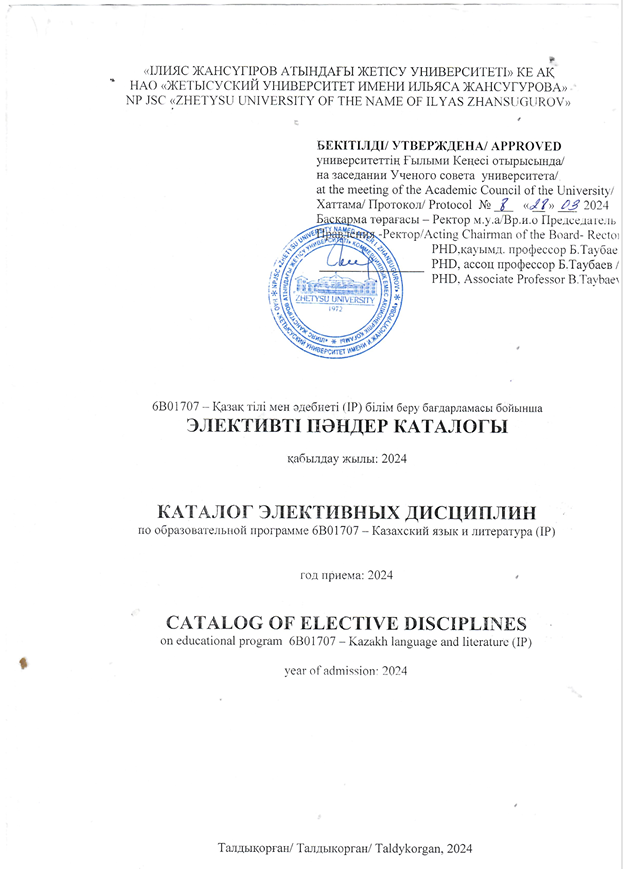 «ІЛИЯС ЖАНСҮГІРОВ АТЫНДАҒЫ ЖЕТІСУ УНИВЕРСИТЕТІ» КЕ АҚ
НАО «ЖЕТЫСУСКИЙ УНИВЕРСИТЕТ ИМЕНИ ИЛЬЯСА ЖАНСУГУРОВА»
NP JSC «ZHETYSU UNIVERSITY OF THE NAME OF ILYAS ZHANSUGUROV»
БЕКІТІЛДІ/ УТВЕРЖДЕНА/ APPROVED
университеттің Ғылыми Кеңесі отырысында/
на заседании Ученого совета университета/
at the meeting of the Academic Council of the University/
Хаттама/ Протокол/ Protocol № 8 «28» 03 2024
Басқарма төрағасы – Ректор м.у.а/Вр.и.о Председатель
Правления -Ректор/Acting Chairman of the Board- Rector
PHD,қауымд. профессор Б.Таубае
PHD, ассоц профессор Б.Таубаев /
PHD, Associate Professor B.Taubaev
ZHETYSU UNIVERSITY
1972
6В01707 – Қазақ тілі мен әдебиеті (IP) білім беру бағдарламасы бойынша
ЭЛЕКТИВТІ ПӘНДЕР КАТАЛОГЫ
қабылдау жылы: 2024
КАТАЛОГ ЭЛЕКТИВНЫХ ДИСЦИПЛИН
по образовательной программе 6В01707 – Казахский язык и литература (IP)
год приема: 2024
CATALOG OF ELECTIVE DISCIPLINES
on educational program 6B01707 – Kazakh language and literature (IP)
year of admission: 2024
Талдықорған/ Талдыкорган/ Taldykorgan, 2024